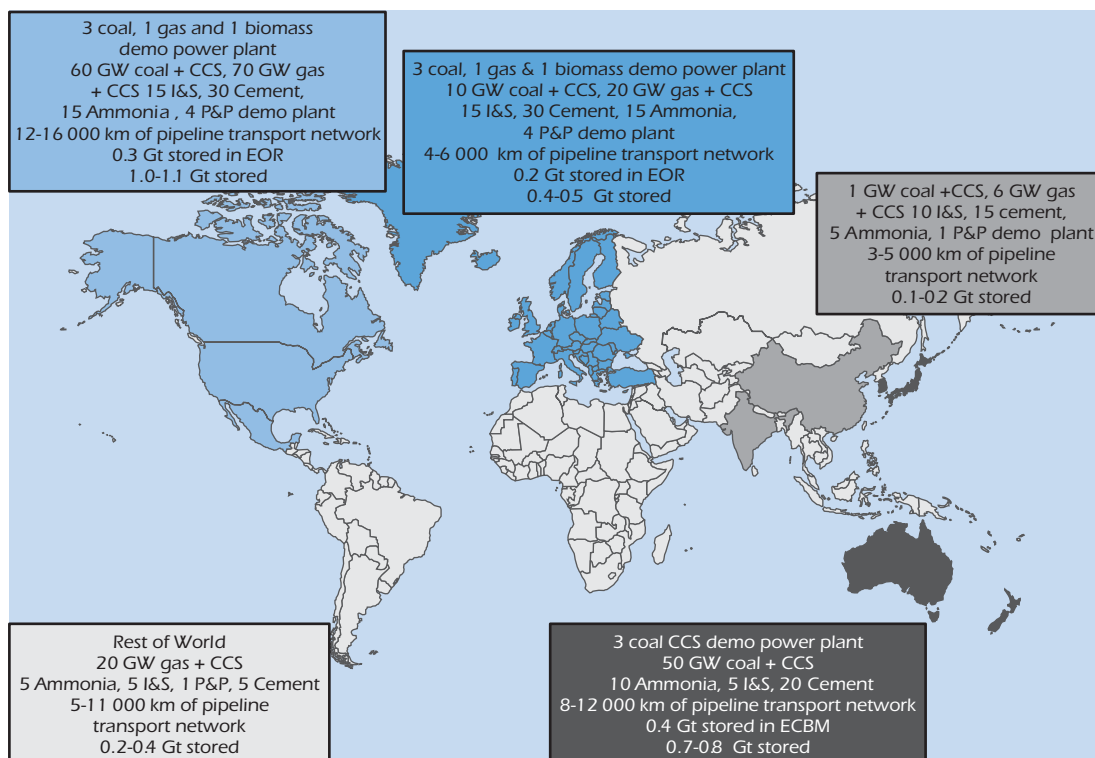 3 coal, 1 gas and 1 biomass
demo power plant
60 GW coal + CCS, 70 GW gas
+ CCS 15 I&S, 30 Cement,
15 Ammonia , 4 P&P demo plant
12-16 000 km of pipeline transport network
0.3 Gt stored in EOR
1.0-1.1 Gt stored
3 coal, 1 gas & 1 biomass demo power plant
10 GW coal + CCS, 20 GW gas + CCS
15 I&S, 30 Cement, 15 Ammonia,
4 P&P demo plant
4-6 000 km of pipeline transport network
0.2 Gt stored in EOR
0.4-0.5 Gt stored
1 GW coal +CCS, 6 GW gas
+ CCS 10 I&S, 15 cement,
5 Ammonia, 1 P&P demo plant
3-5 000 km of pipeline
transport network
0.1-0.2 Gt stored
Rest of World
20 GW gas + CCS
5 Ammonia, 5 I&S, 1 P&P, 5 Cement
5-11 000 km of pipeline
transport network
0.2-0.4 Gt stored
3 coal CCS demo power plant
50 GW coal + CCS
10 Ammonia, 5 I&S, 20 Cement
8-12 000 km of pipeline transport network
0.4 Gt stored in ECBM
0.7-0.8 Gt stored